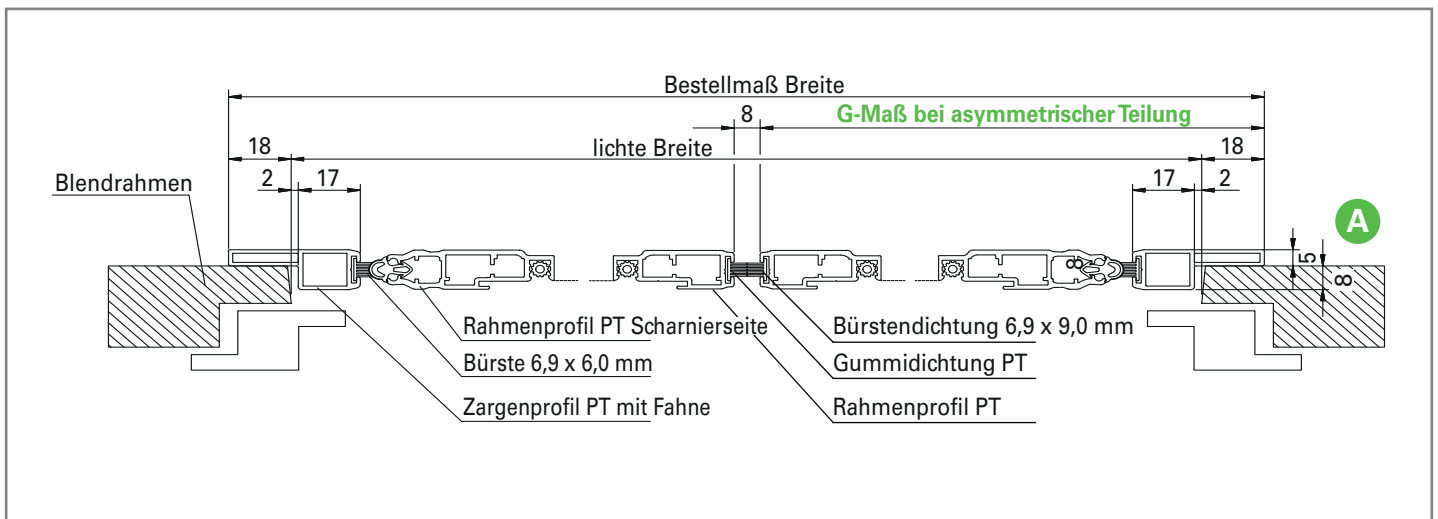 Bestellmaß Breite
8
G-Maß bei asymmetrischer Teilung
18
lichte Breite
18
Blendrahmen
2
17
17
2
A
8
5
8
Rahmenprofil PT Scharnierseite
Bürstendichtung 6,9 x 9,0 mm
Bürste 6,9 x 6,0 mm
Gummidichtung PT
Zargenprofil PT mit Fahne
Rahmenprofil PT